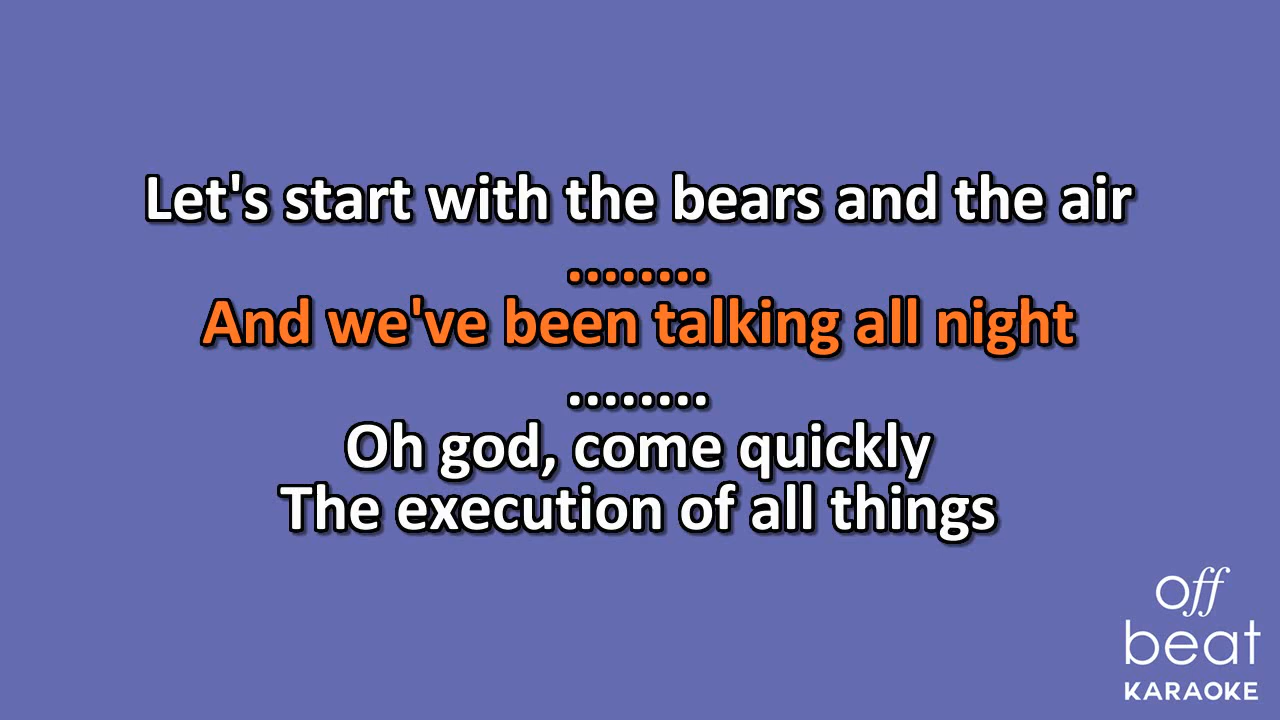 Let's start with the bears and the air
........
And we've been talking all night
........
Oh god, come quickly
The execution of all things
off
beat
KARAOKE